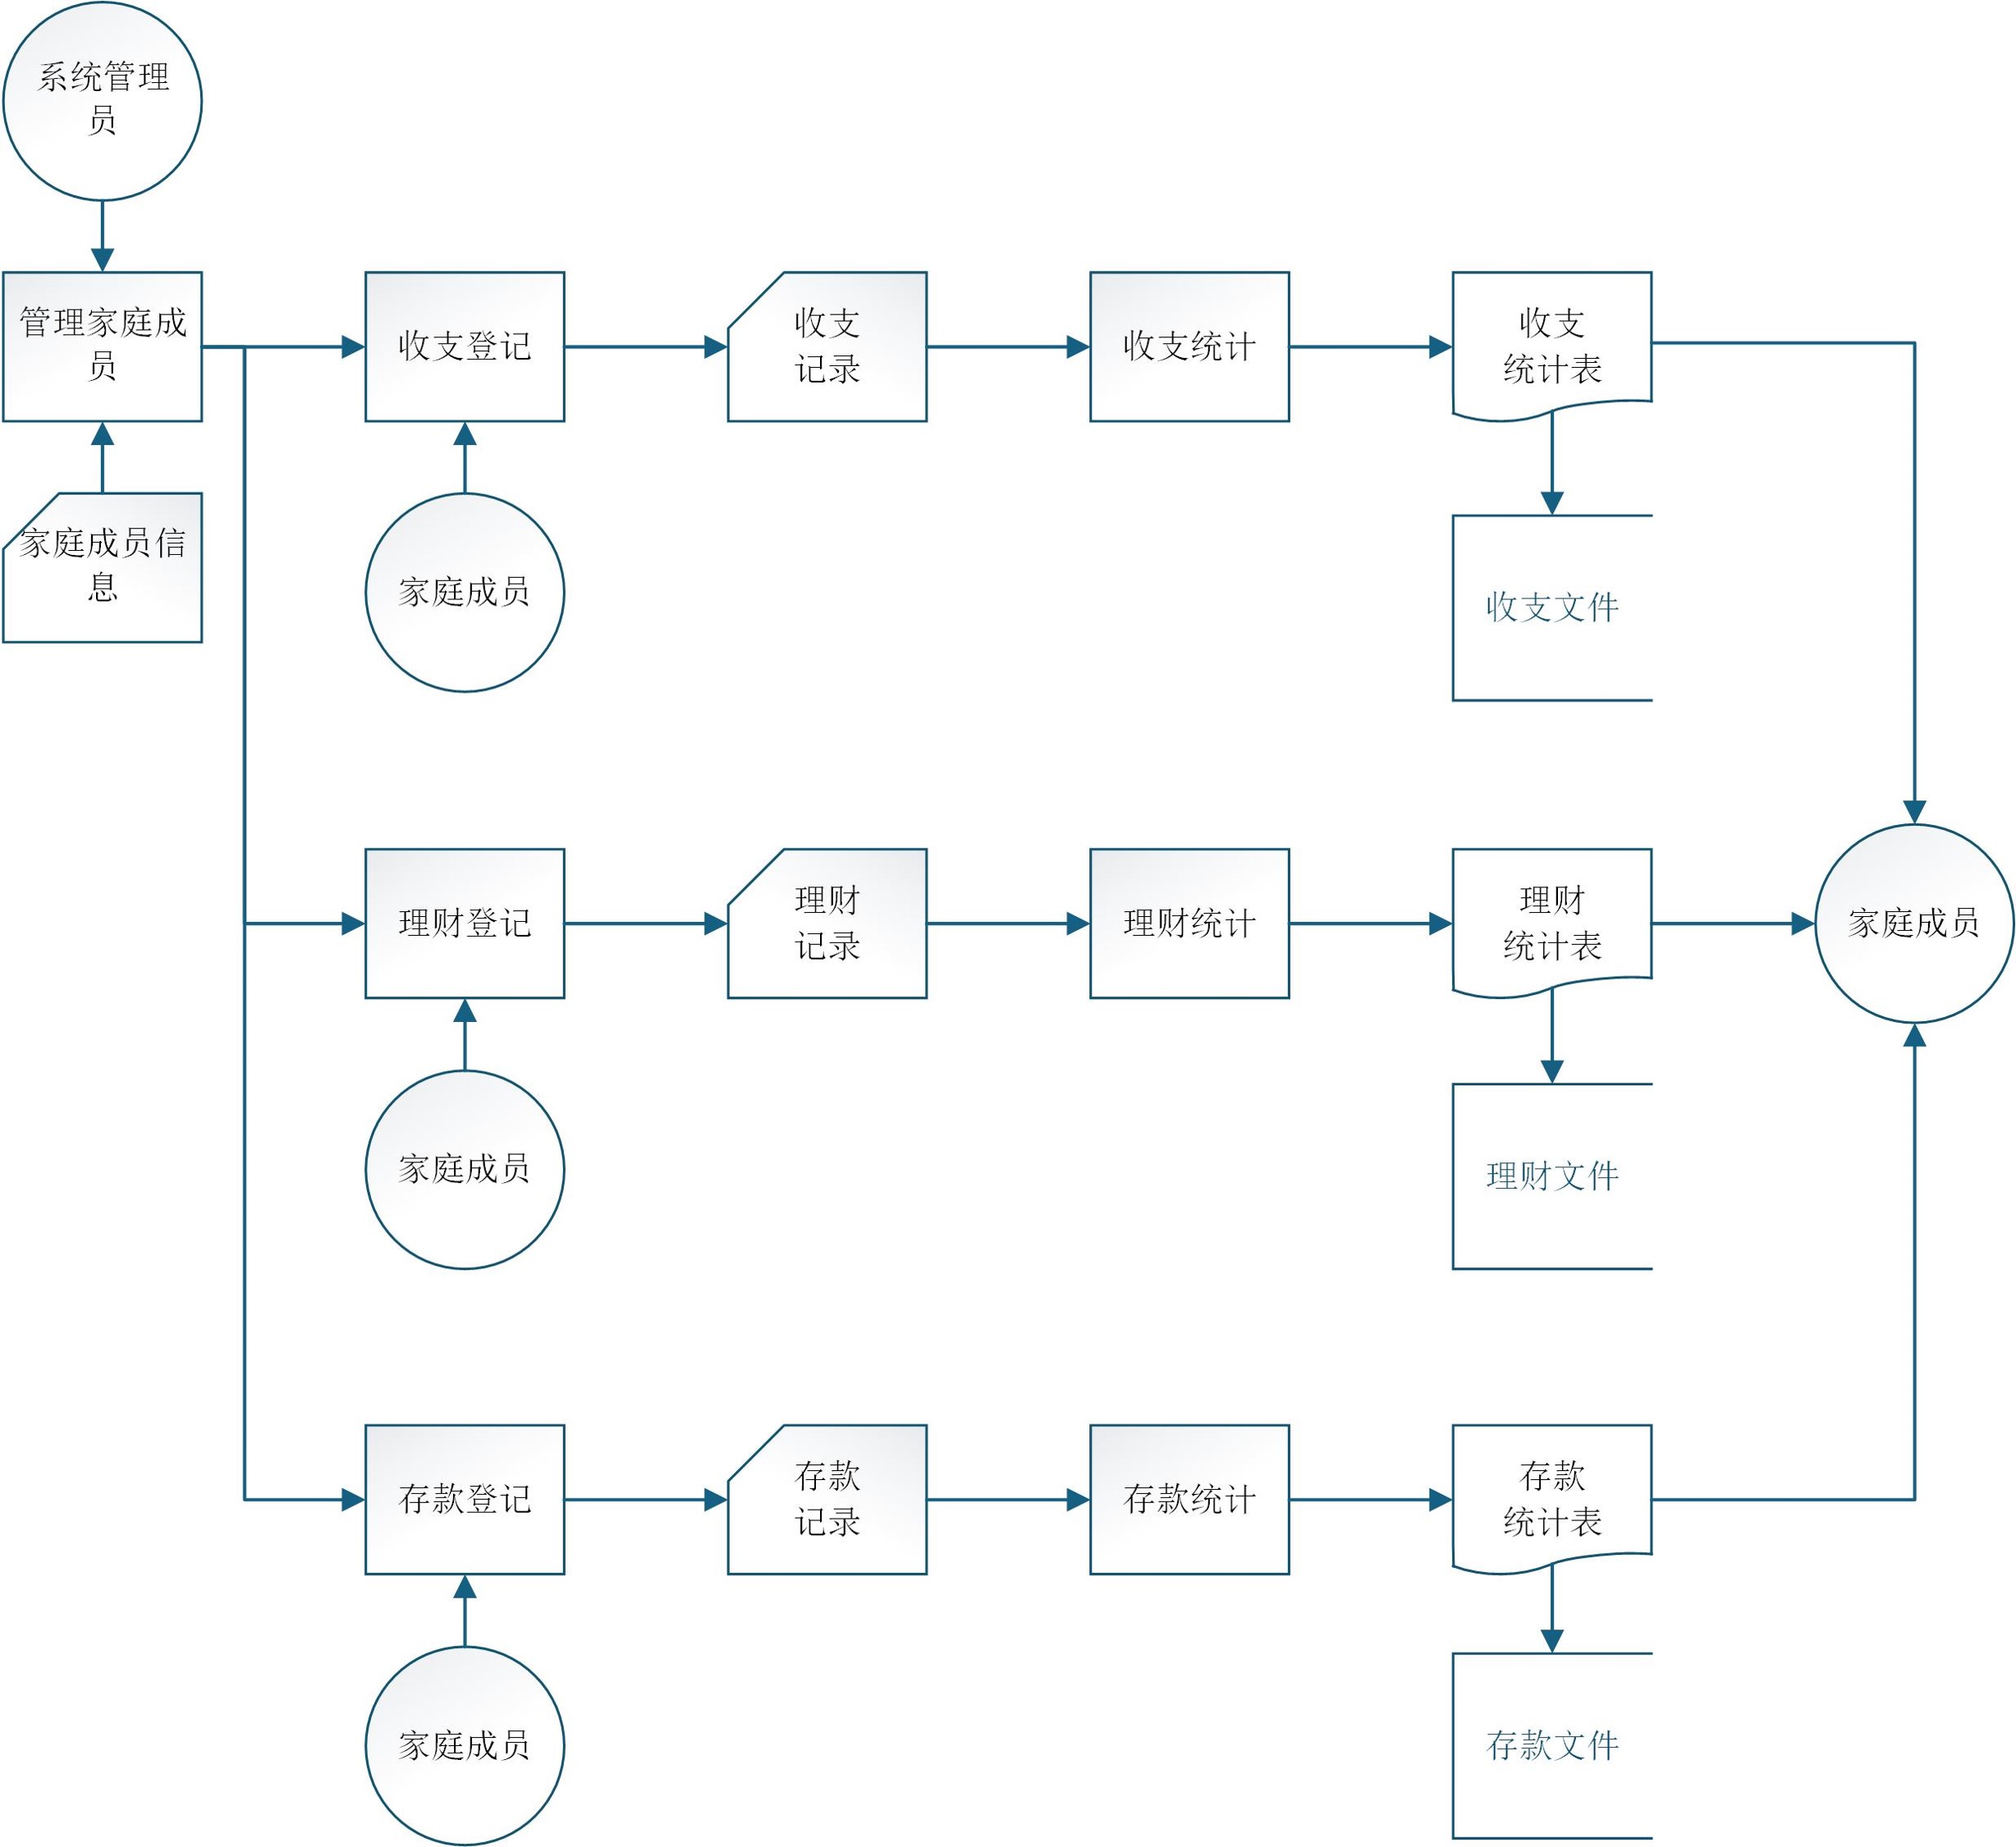 系统管理
员
管理家庭成
员
收支登记
收支
记录
收支统计
收支
统计表
家庭成员信
息
家庭成员
收支文件
理财登记
理财
记录
理财统计
理财
统计表
家庭成员
家庭成员
理财文件
存款登记
存款
记录
存款统计
存款
统计表
家庭成员
存款文件